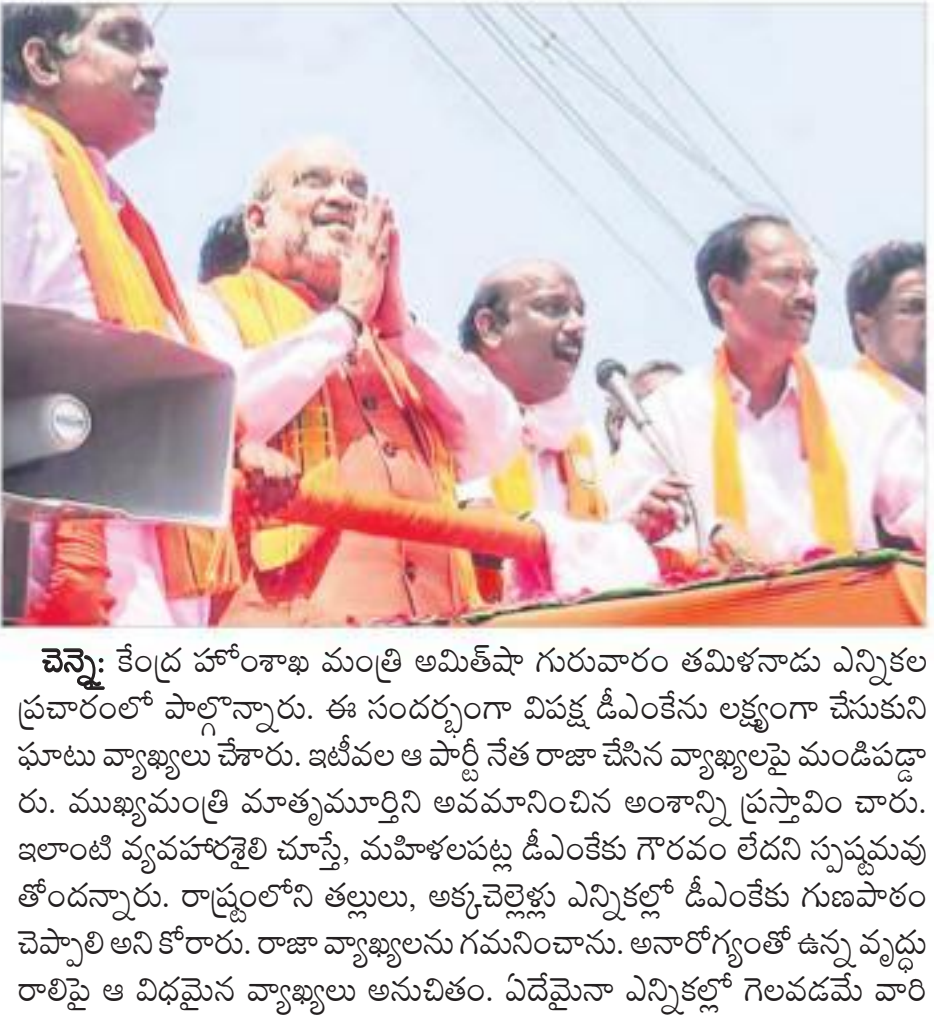 చెన్నై: కేంద్ర హోంశాఖ మంత్రి అమిత్‌షా గురువారం తమిళనాడు ఎన్నికల
ప్రచారంలో పాల్గొన్నారు. ఈ సందర్భంగా విపక్ష డీఎంకేను లక్ష్యంగా చేసుకుని
ఘాటు వ్యాఖ్యలు చేశారు. ఇటీవల ఆ పార్టీ నేత రాజా చేసిన వ్యాఖ్యలపై మండిపడ్డా
రు. ముఖ్యమంత్రి మాతృమూర్తిని అవమానించిన అంశాన్ని ప్రస్తావిం చారు.
ఇలాంటి వ్యవహారశైలి చూస్తే, మహిళలపట్ల డీఎంకేకు గౌరవం లేదని స్పష్టమవు
తోందన్నారు. రాష్ట్రంలోని తల్లులు, అక్కచెల్లెళ్లు ఎన్నికల్లో డీఎంకేకు గుణపాఠం
చెప్పాలి అని కోరారు. రాజా వ్యాఖ్యలను గమనించాను. అనారోగ్యంతో ఉన్న వృద్ధు
రాలిపై ఆ విధమైన వ్యాఖ్యలు అనుచితం. ఏదేమైనా ఎన్నికల్లో గెలవడమే వారి